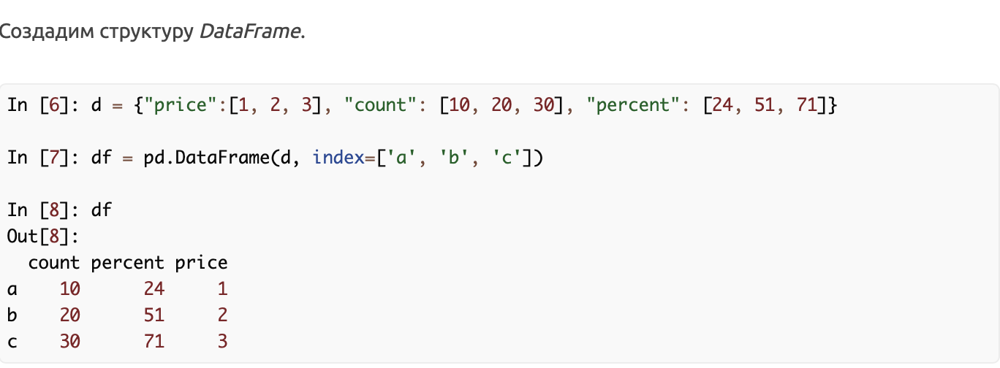 Создадим структуру DataFrame.
In [6]: d = {"price":[1, 2, 3], "count": [10, 20, 30], "percent": [24, 51, 71]}
In [7]: df = pd.DataFrame(d, index=['a', 'b', 'c'])
In [8]: df
Out[8]:
  count percent price
a    10      24     1
b    20      51     2
c    30      71     3